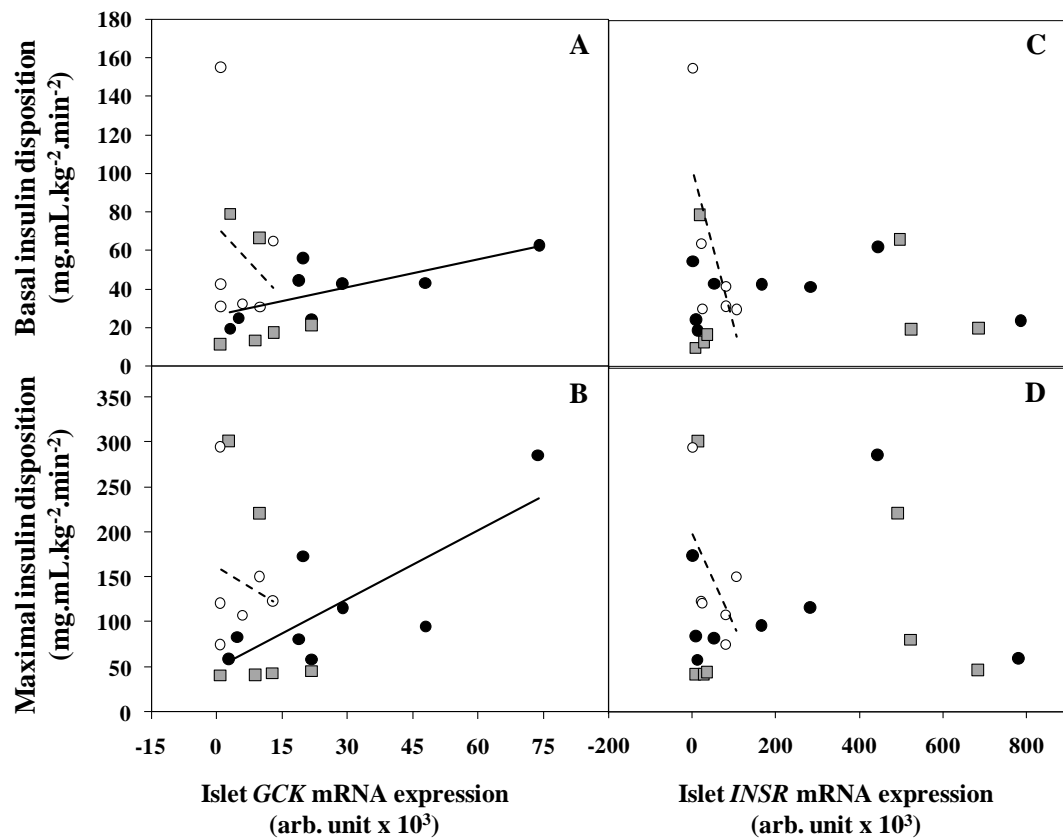 Basal insulin disposition
(mg.mL.kg⁻².min⁻²)
180
160
140
120
100
80
60
40
20
0
A
C
Maximal insulin disposition
(mg.mL.kg⁻².min⁻²)
350
300
250
200
150
100
50
0
B
D
-15 0 15 30 45 60 75
-200 0 200 400 600 800
Islet GCK mRNA expression
(arb. unit x 10³)
Islet INSR mRNA expression
(arb. unit x 10³)